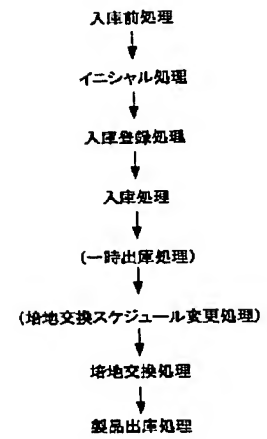 入庫前処理
イニシャル処理
入庫登録処理
入庫処理
(一時出庫処理)
(培地交換スケジュール変更処理)
培地交換処理
製品出庫処理